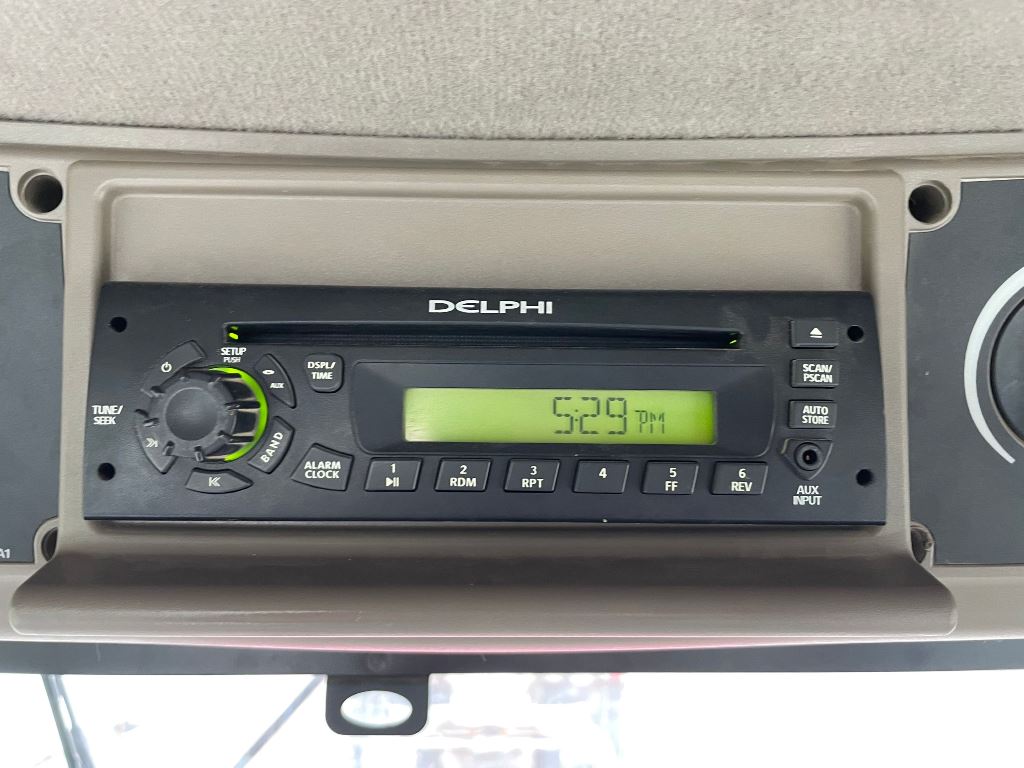 DELPHI
SETUP
PUSH
AUX
DSPL/
TIME
TUNE/
SEEK
BAND
ALARM
CLOCK
5:29 PM
SCAN/
PSCAN
AUTO
STORE
1
2
RDM
3
RPT
4
5
FF
6
REV
AUX
INPUT
A1